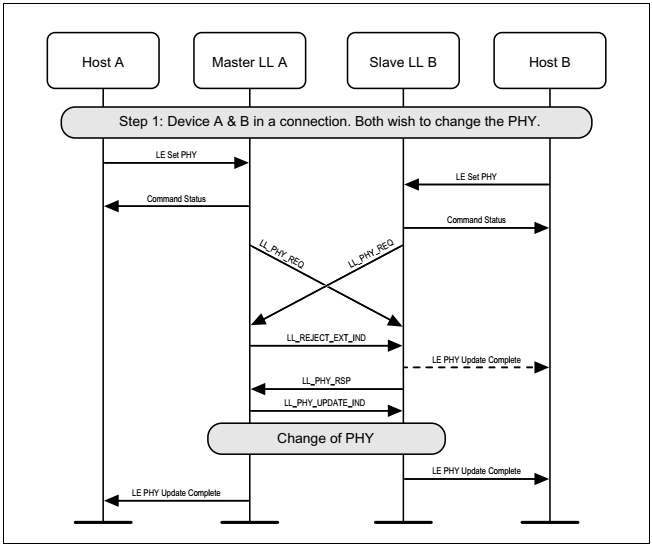 Host A
Master LL A
Slave LL B
Host B
Step 1: Device A & B in a connection. Both wish to change the PHY.
LE Set PHY
LE Set PHY
Command Status
Command Status
LL_PHY_REQ
LL_PHY_REQ
LL_REJECT_EXT_IND
LE PHY Update Complete
LL_PHY_RSP
LL_PHY_UPDATE_IND
Change of PHY
LE PHY Update Complete
LE PHY Update Complete